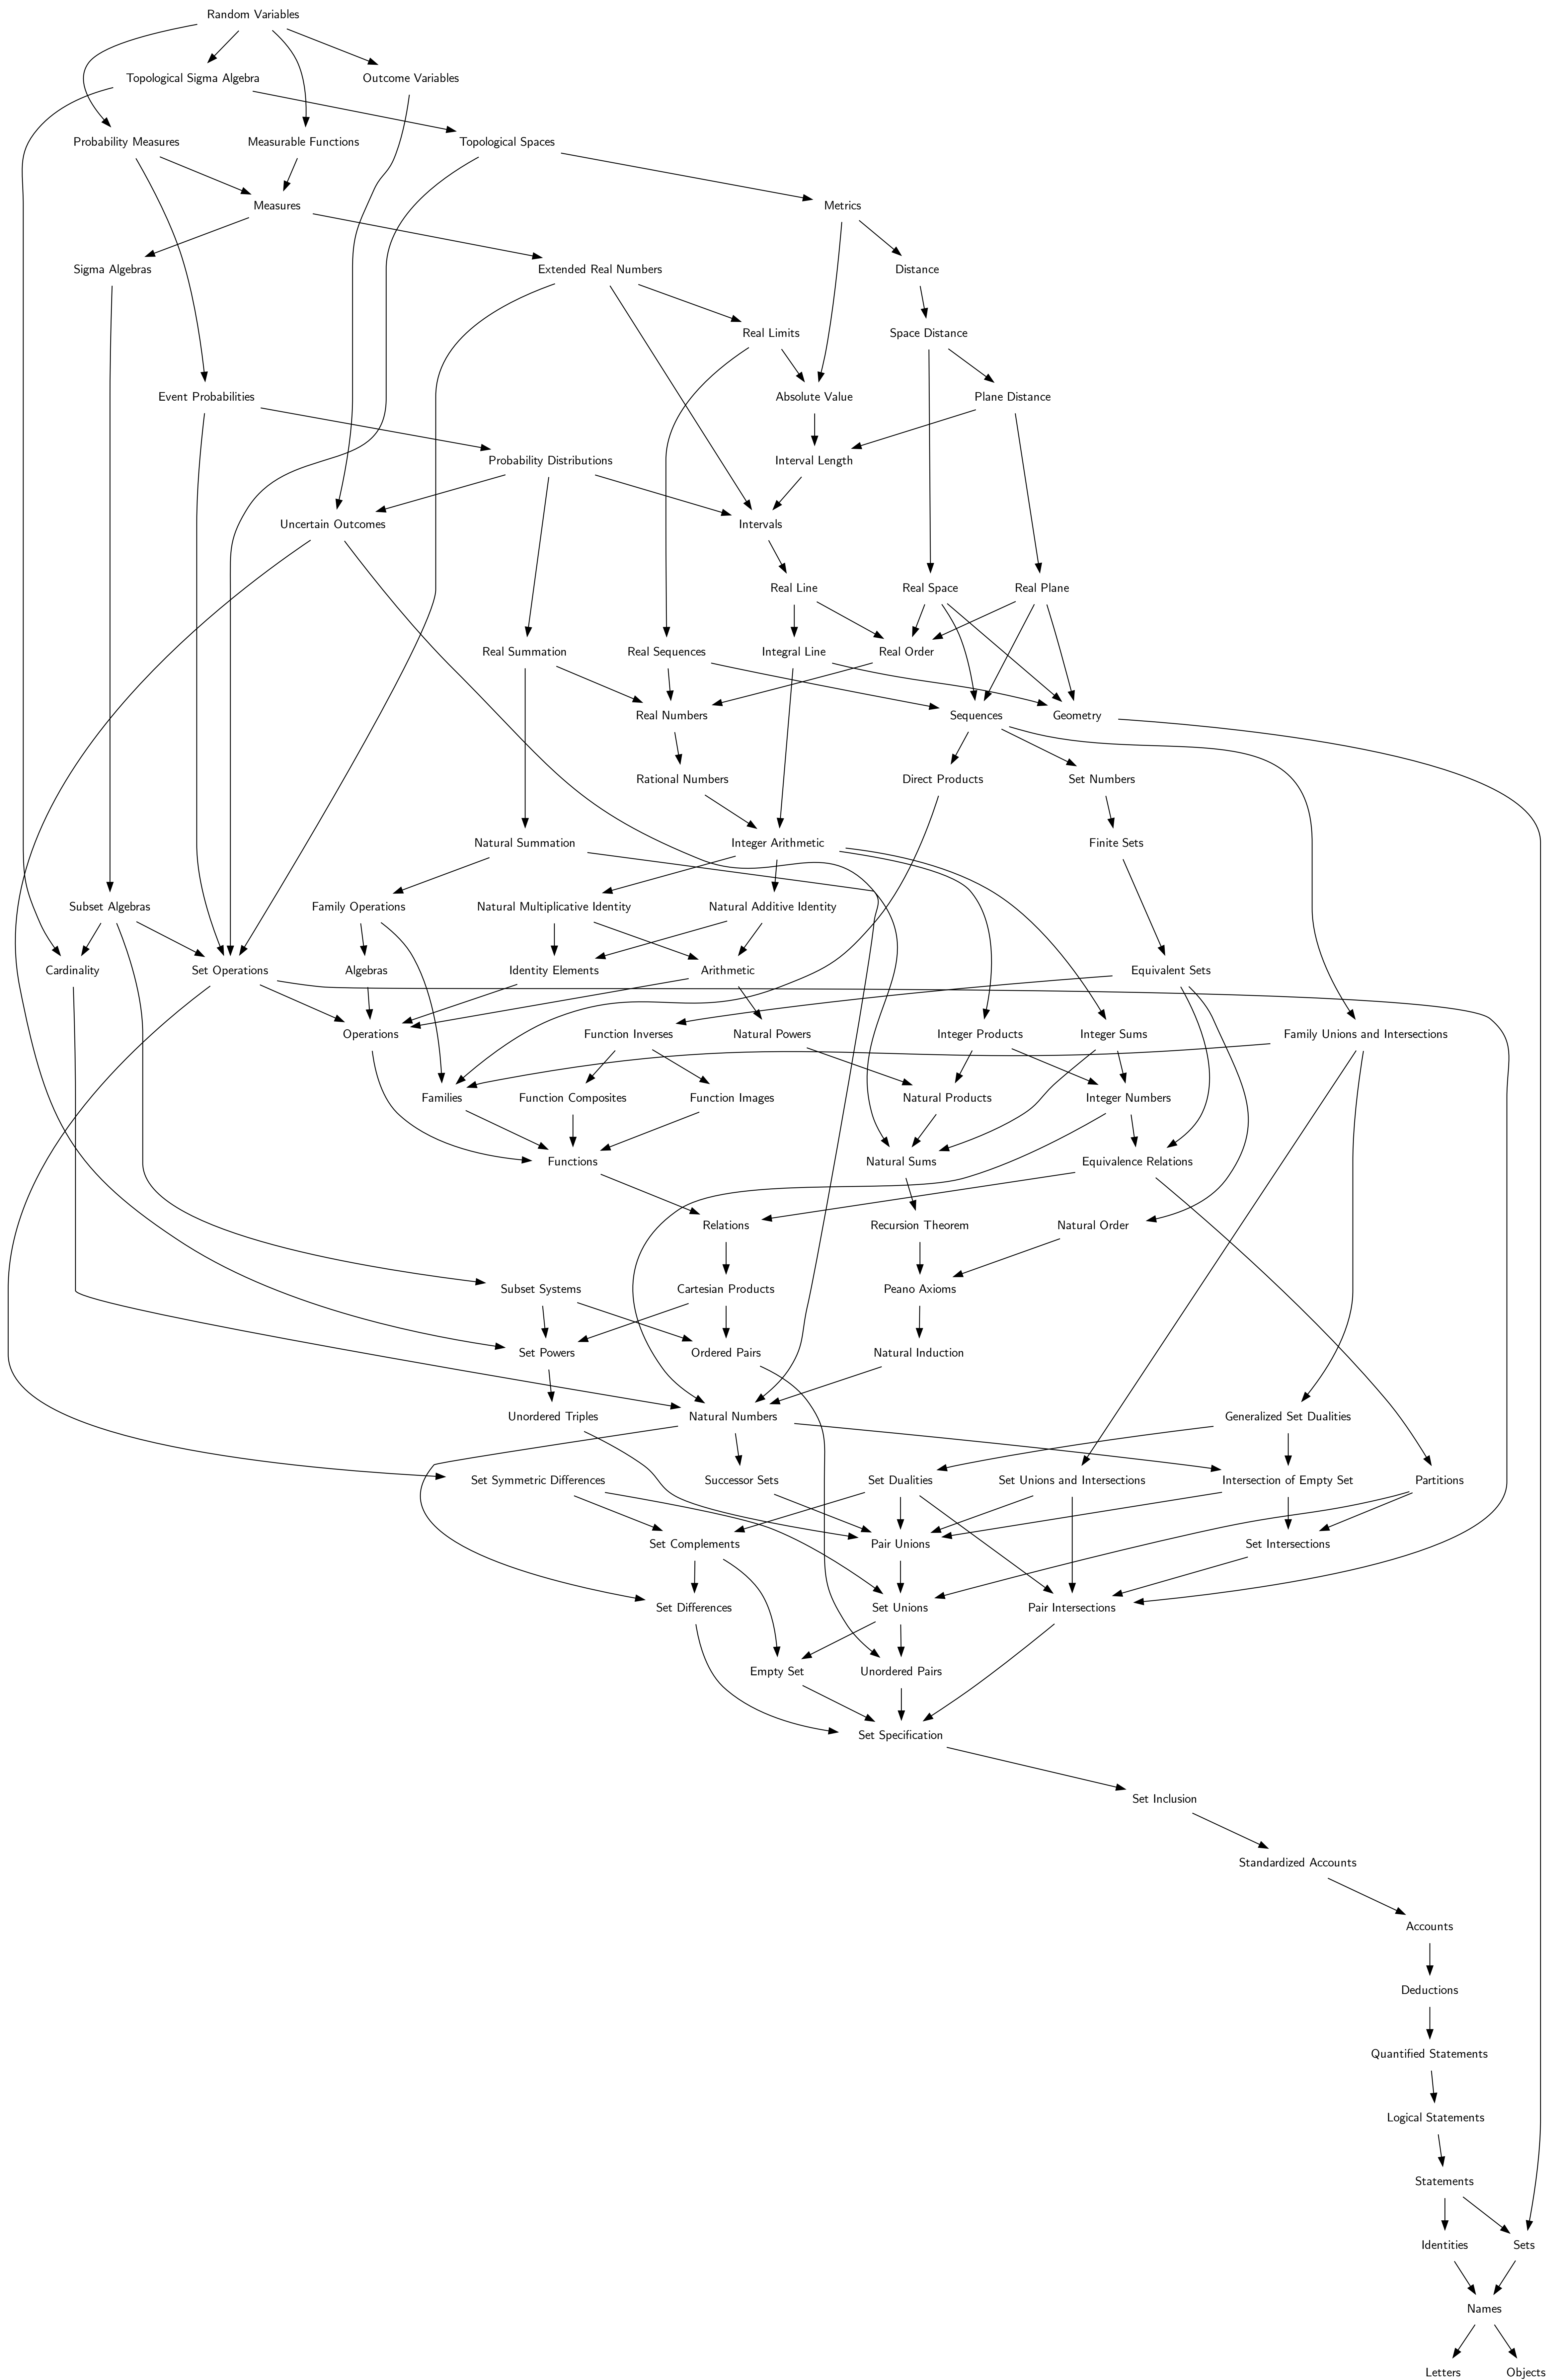 Random Variables
Topological Sigma Algebra
Outcome Variables
Probability Measures
Measurable Functions
Topological Spaces
Measures
Metrics
Sigma Algebras
Extended Real Numbers
Distance
Real Limits
Space Distance
Event Probabilities
Absolute Value
Plane Distance
Probability Distributions
Interval Length
Uncertain Outcomes
Intervals
Real Line
Real Space
Real Plane
Real Summation
Real Sequences
Integral Line
Real Order
Real Numbers
Sequences
Geometry
Rational Numbers
Direct Products
Set Numbers
Natural Summation
Integer Arithmetic
Finite Sets
Subset Algebras
Family Operations
Natural Multiplicative Identity
Natural Additive Identity
Cardinality
Set Operations
Algebras
Identity Elements
Arithmetic
Equivalent Sets
Operations
Function Inverses
Natural Powers
Integer Products
Integer Sums
Family Unions and Intersections
Families
Function Composites
Function Images
Natural Products
Integer Numbers
Functions
Natural Sums
Equivalence Relations
Relations
Recursion Theorem
Natural Order
Subset Systems
Cartesian Products
Peano Axioms
Set Powers
Ordered Pairs
Natural Induction
Unordered Triples
Natural Numbers
Generalized Set Dualities
Set Symmetric Differences
Successor Sets
Set Dualities
Set Unions and Intersections
Intersection of Empty Set
Partitions
Set Complements
Pair Unions
Set Intersections
Set Differences
Set Unions
Pair Intersections
Empty Set
Unordered Pairs
Set Specification
Set Inclusion
Standardized Accounts
Accounts
Deductions
Quantified Statements
Logical Statements
Statements
Identities
Sets
Names
Letters
Objects